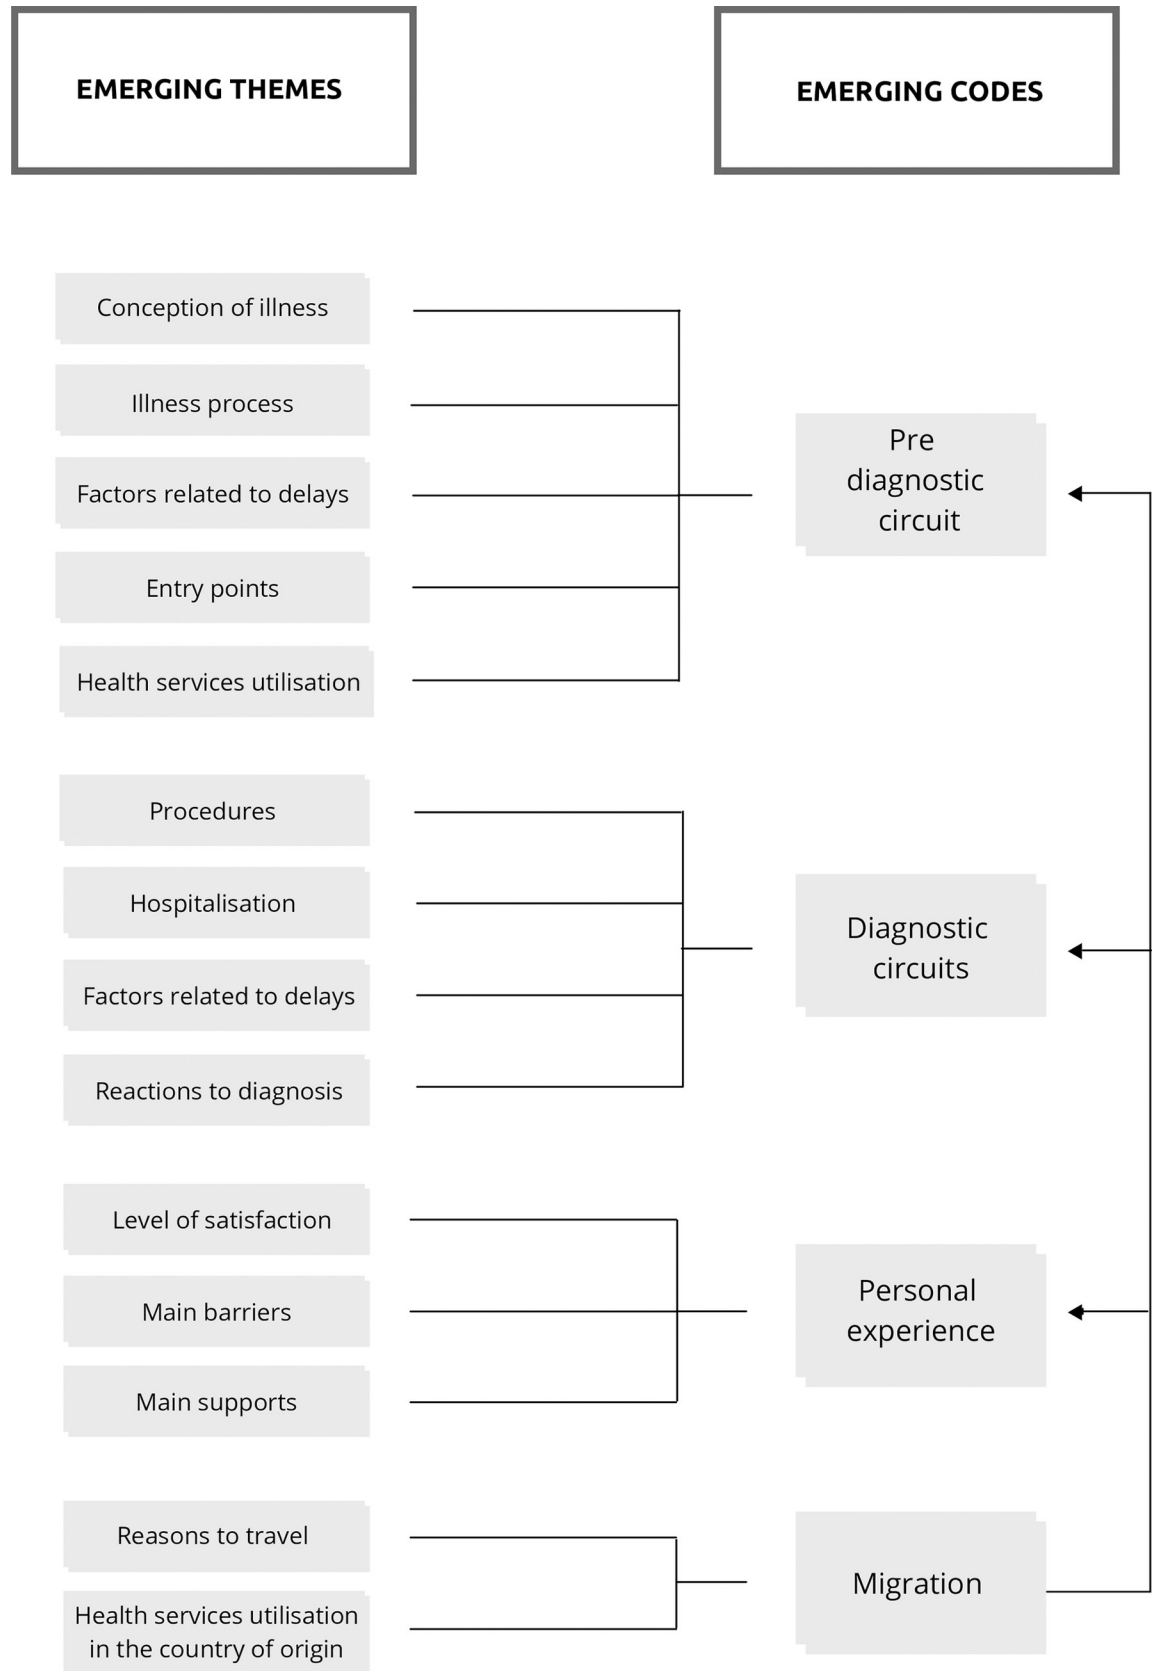 EMERGING THEMES
EMERGING CODES
Conception of illness
Illness process
Factors related to delays
Entry points
Health services utilisation
Pre
diagnostic
circuit
Procedures
Hospitalisation
Factors related to delays
Reactions to diagnosis
Diagnostic
circuits
Level of satisfaction
Main barriers
Main supports
Personal
experience
Reasons to travel
Health services utilisation
in the country of origin
Migration